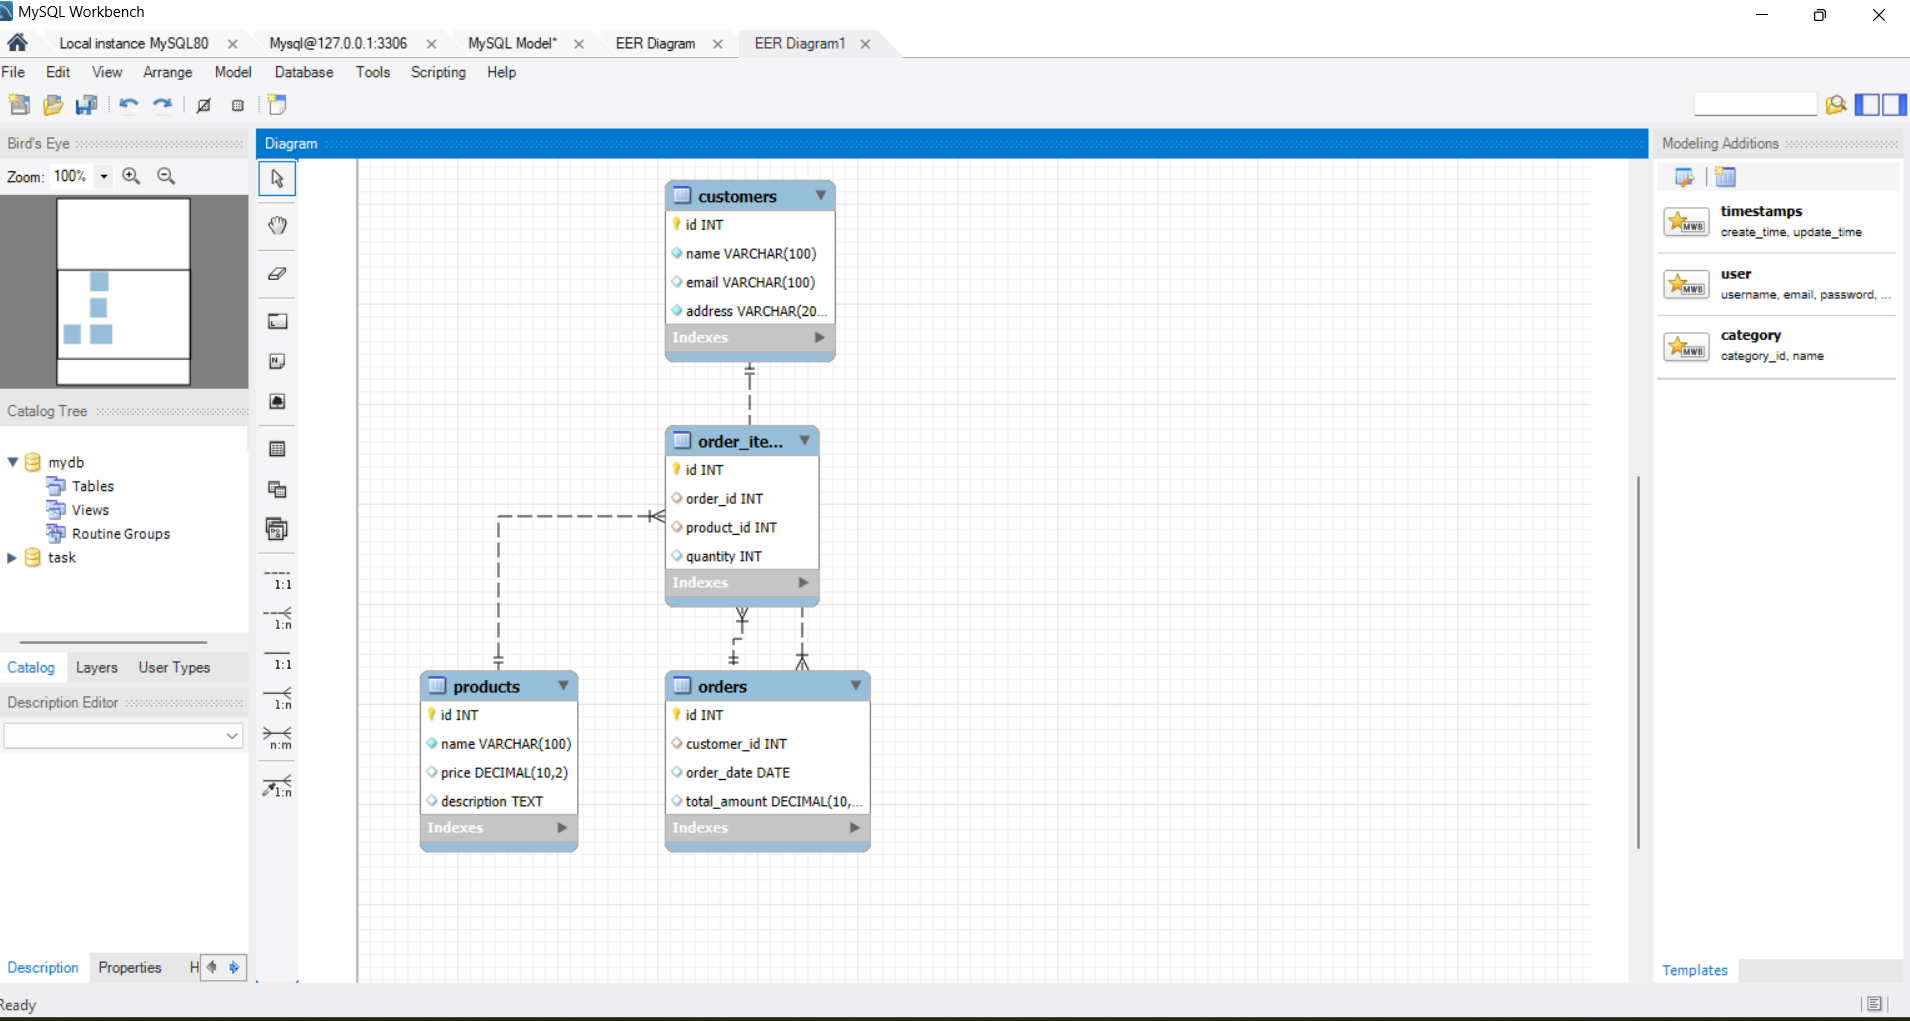 MySQL Workbench
Local instance MySQL80
Mysql@127.0.0.1:3306
MySQL Model*
EER Diagram
EER Diagram1
File Edit View Arrange Model Database Tools Scripting Help
Bird's Eye
Zoom: 100%
Catalog Tree
mydb
Tables
Views
Routine Groups
task
Catalog Layers User Types
Description Editor
Description Properties H
Ready
1:1
1:n
1:1
1:n
n:m
1:n
Diagram
customers
id INT
name VARCHAR(100)
email VARCHAR(100)
address VARCHAR(20...
Indexes
order_ite...
id INT
order_id INT
product_id INT
quantity INT
Indexes
products
id INT
name VARCHAR(100)
price DECIMAL(10,2)
description TEXT
Indexes
orders
id INT
customer_id INT
order_date DATE
total_amount DECIMAL(10,...
Indexes
Modeling Additions
MWB
timestamps
create_time, update_time
MWB
user
username, email, password, ...
MWB
category
category_id, name
Templates